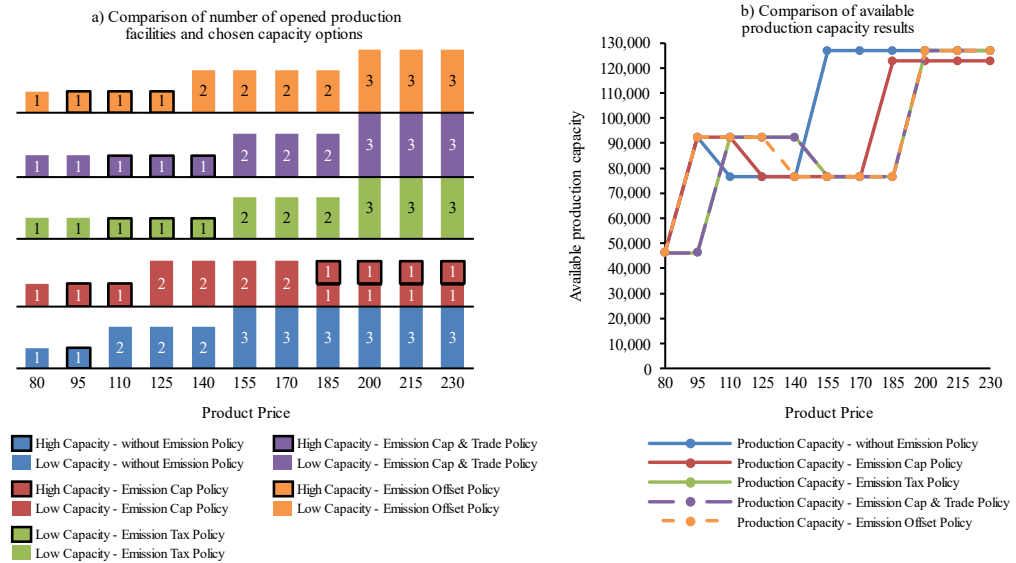 a) Comparison of number of opened production
facilities and chosen capacity options
1 1 1 1 2 2 2 2 3 3 3
1 1 1 1 1 2 2 2 3 3 3
1 1 1 1 1 2 2 2 3 3 3
1 1 1 1
1 1 1 2 2 2 2 1 1 1 1
1 1 2 2 2 3 3 3 3 3 3
80 95 110 125 140 155 170 185 200 215 230
Product Price
High Capacity - without Emission Policy
Low Capacity - without Emission Policy
High Capacity - Emission Cap Policy
Low Capacity - Emission Cap Policy
Low Capacity - Emission Tax Policy
Low Capacity - Emission Tax Policy
High Capacity - Emission Cap & Trade Policy
Low Capacity - Emission Cap & Trade Policy
High Capacity - Emission Offset Policy
Low Capacity - Emission Offset Policy
b) Comparison of available
production capacity results
Available production capacity
130,000
120,000
110,000
100,000
90,000
80,000
70,000
60,000
50,000
40,000
30,000
20,000
10,000
0
80 95 110 125 140 155 170 185 200 215 230
Product Price
Production Capacity - without Emission Policy
Production Capacity - Emission Cap Policy
Production Capacity - Emission Tax Policy
Production Capacity - Emission Cap & Trade Policy
Production Capacity - Emission Offset Policy